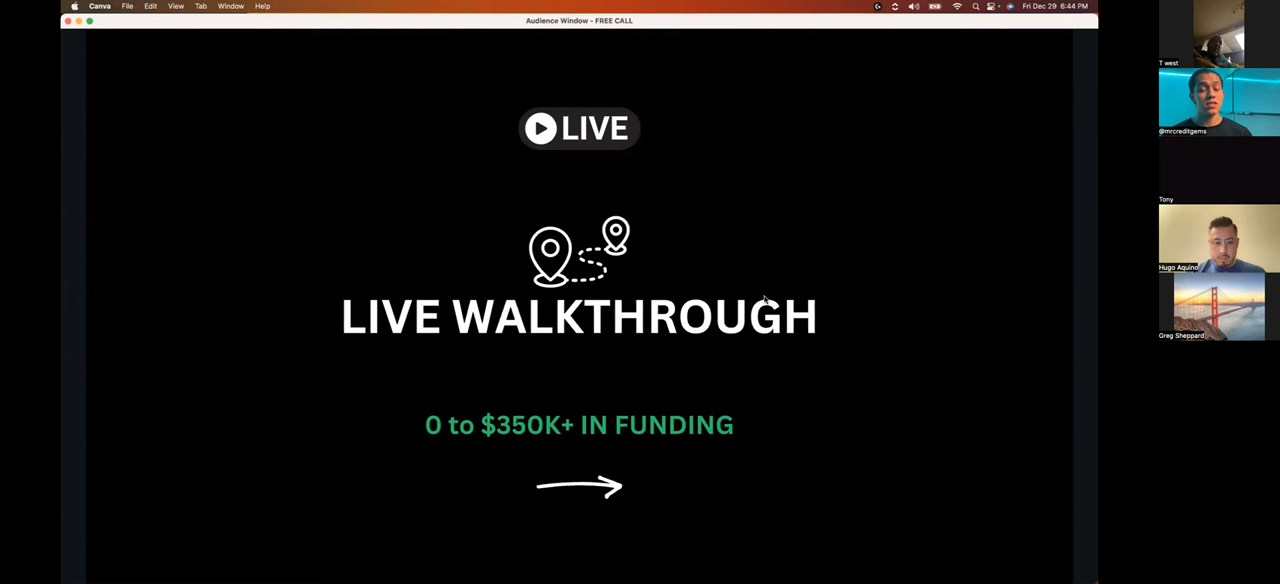 Canva File Edit View Tab Window Help
Fri Dec 29 6:44 PM
Audience Window - FREE CALL
LIVE
LIVE WALKTHROUGH
0 to $350K+ IN FUNDING
T west
@mrcreditgems
Tony
Hugo Aquino
Greg Sheppard